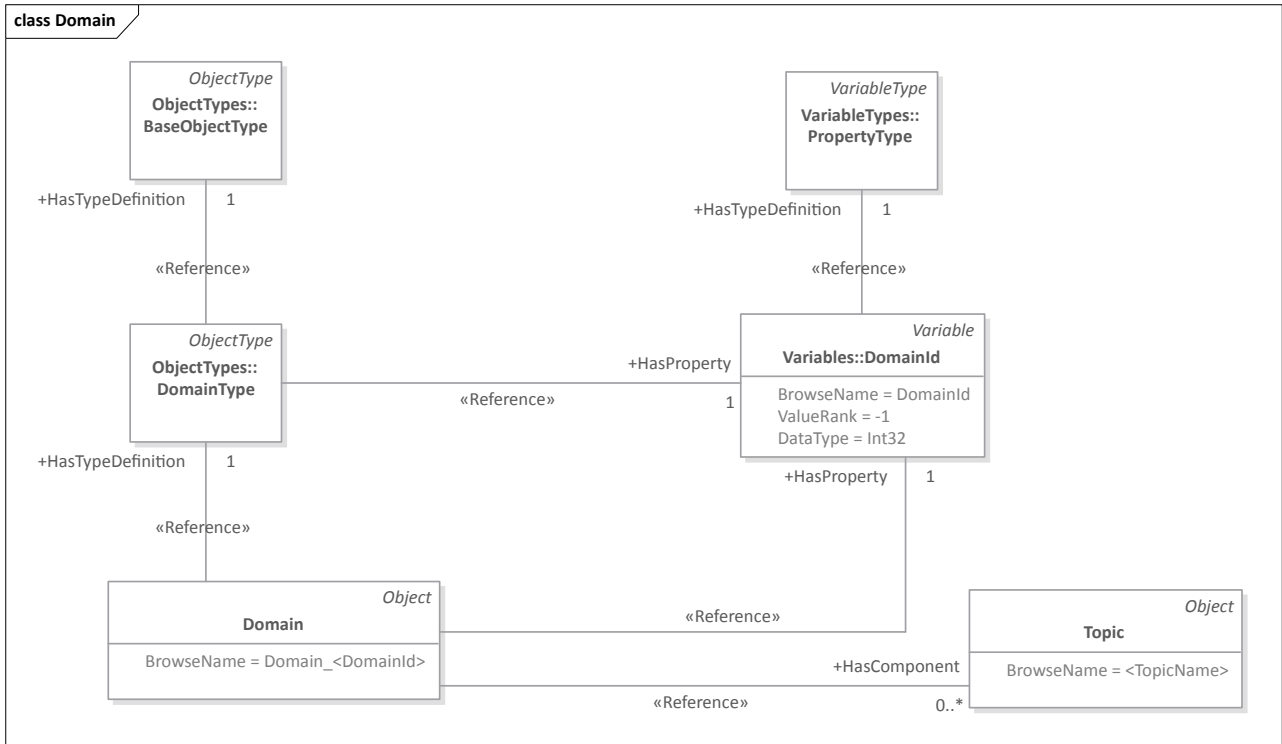 class Domain
ObjectType
ObjectTypes::
BaseObjectType
VariableType
VariableTypes::
PropertyType
+HasTypeDefinition
1
+HasTypeDefinition
1
«Reference»
«Reference»
ObjectType
ObjectTypes::
DomainType
Variable
Variables::DomainId
BrowseName = DomainId
ValueRank = -1
DataType = Int32
+HasProperty
«Reference»
1
+HasTypeDefinition
1
+HasProperty
1
«Reference»
Object
Domain
BrowseName = Domain_<DomainId>
«Reference»
Object
Topic
BrowseName = <TopicName>
+HasComponent
«Reference»
0..*